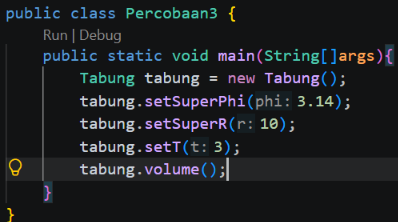 public class Percobaan3 {
Run | Debug
public static void main(String[]args){
Tabung tabung = new Tabung();
tabung.setSuperPhi(phi: 3.14);
tabung.setSuperR(r: 10);
tabung.setT(t: 3);
tabung.volume();
}
}